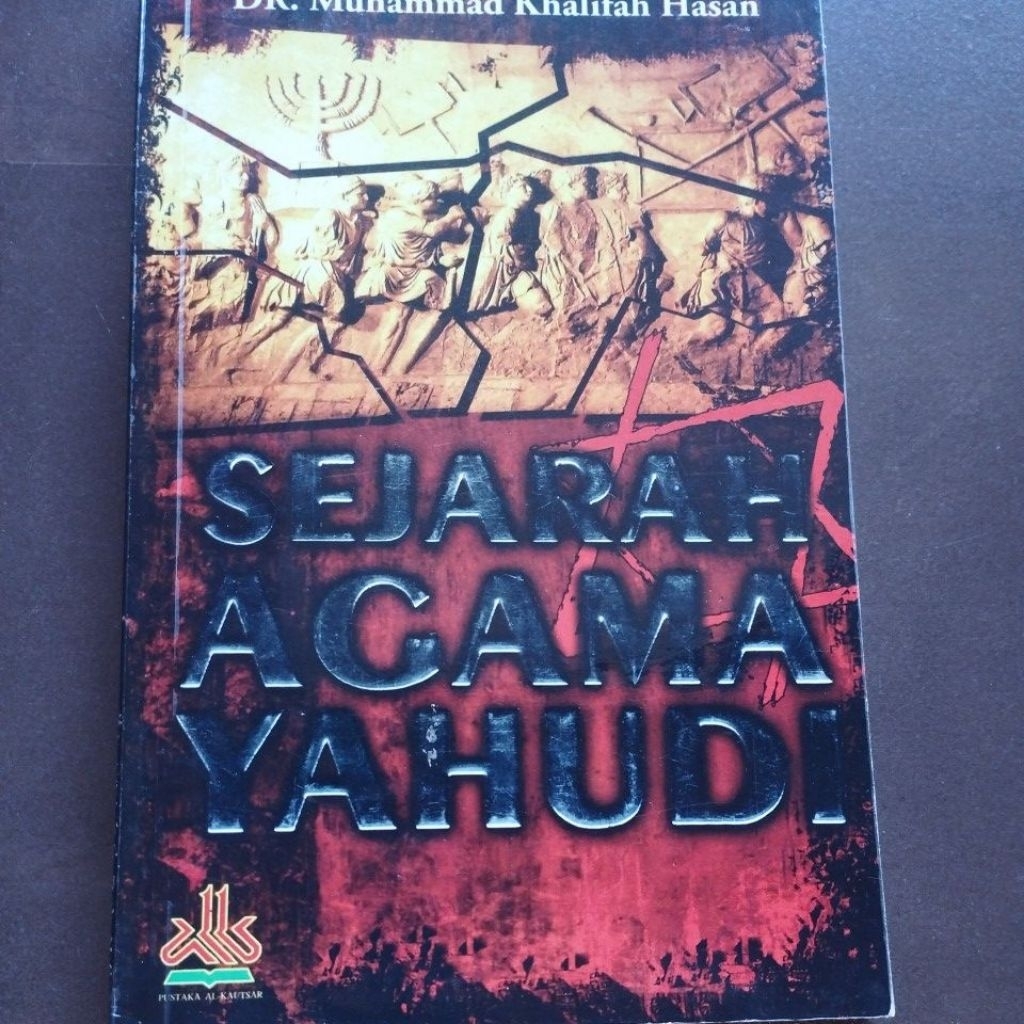 DR. Muhammad Khalifah Hasan
SEJARAH
AGAMA
YAHUDI
PUSTAKA AL-KAUTSAR